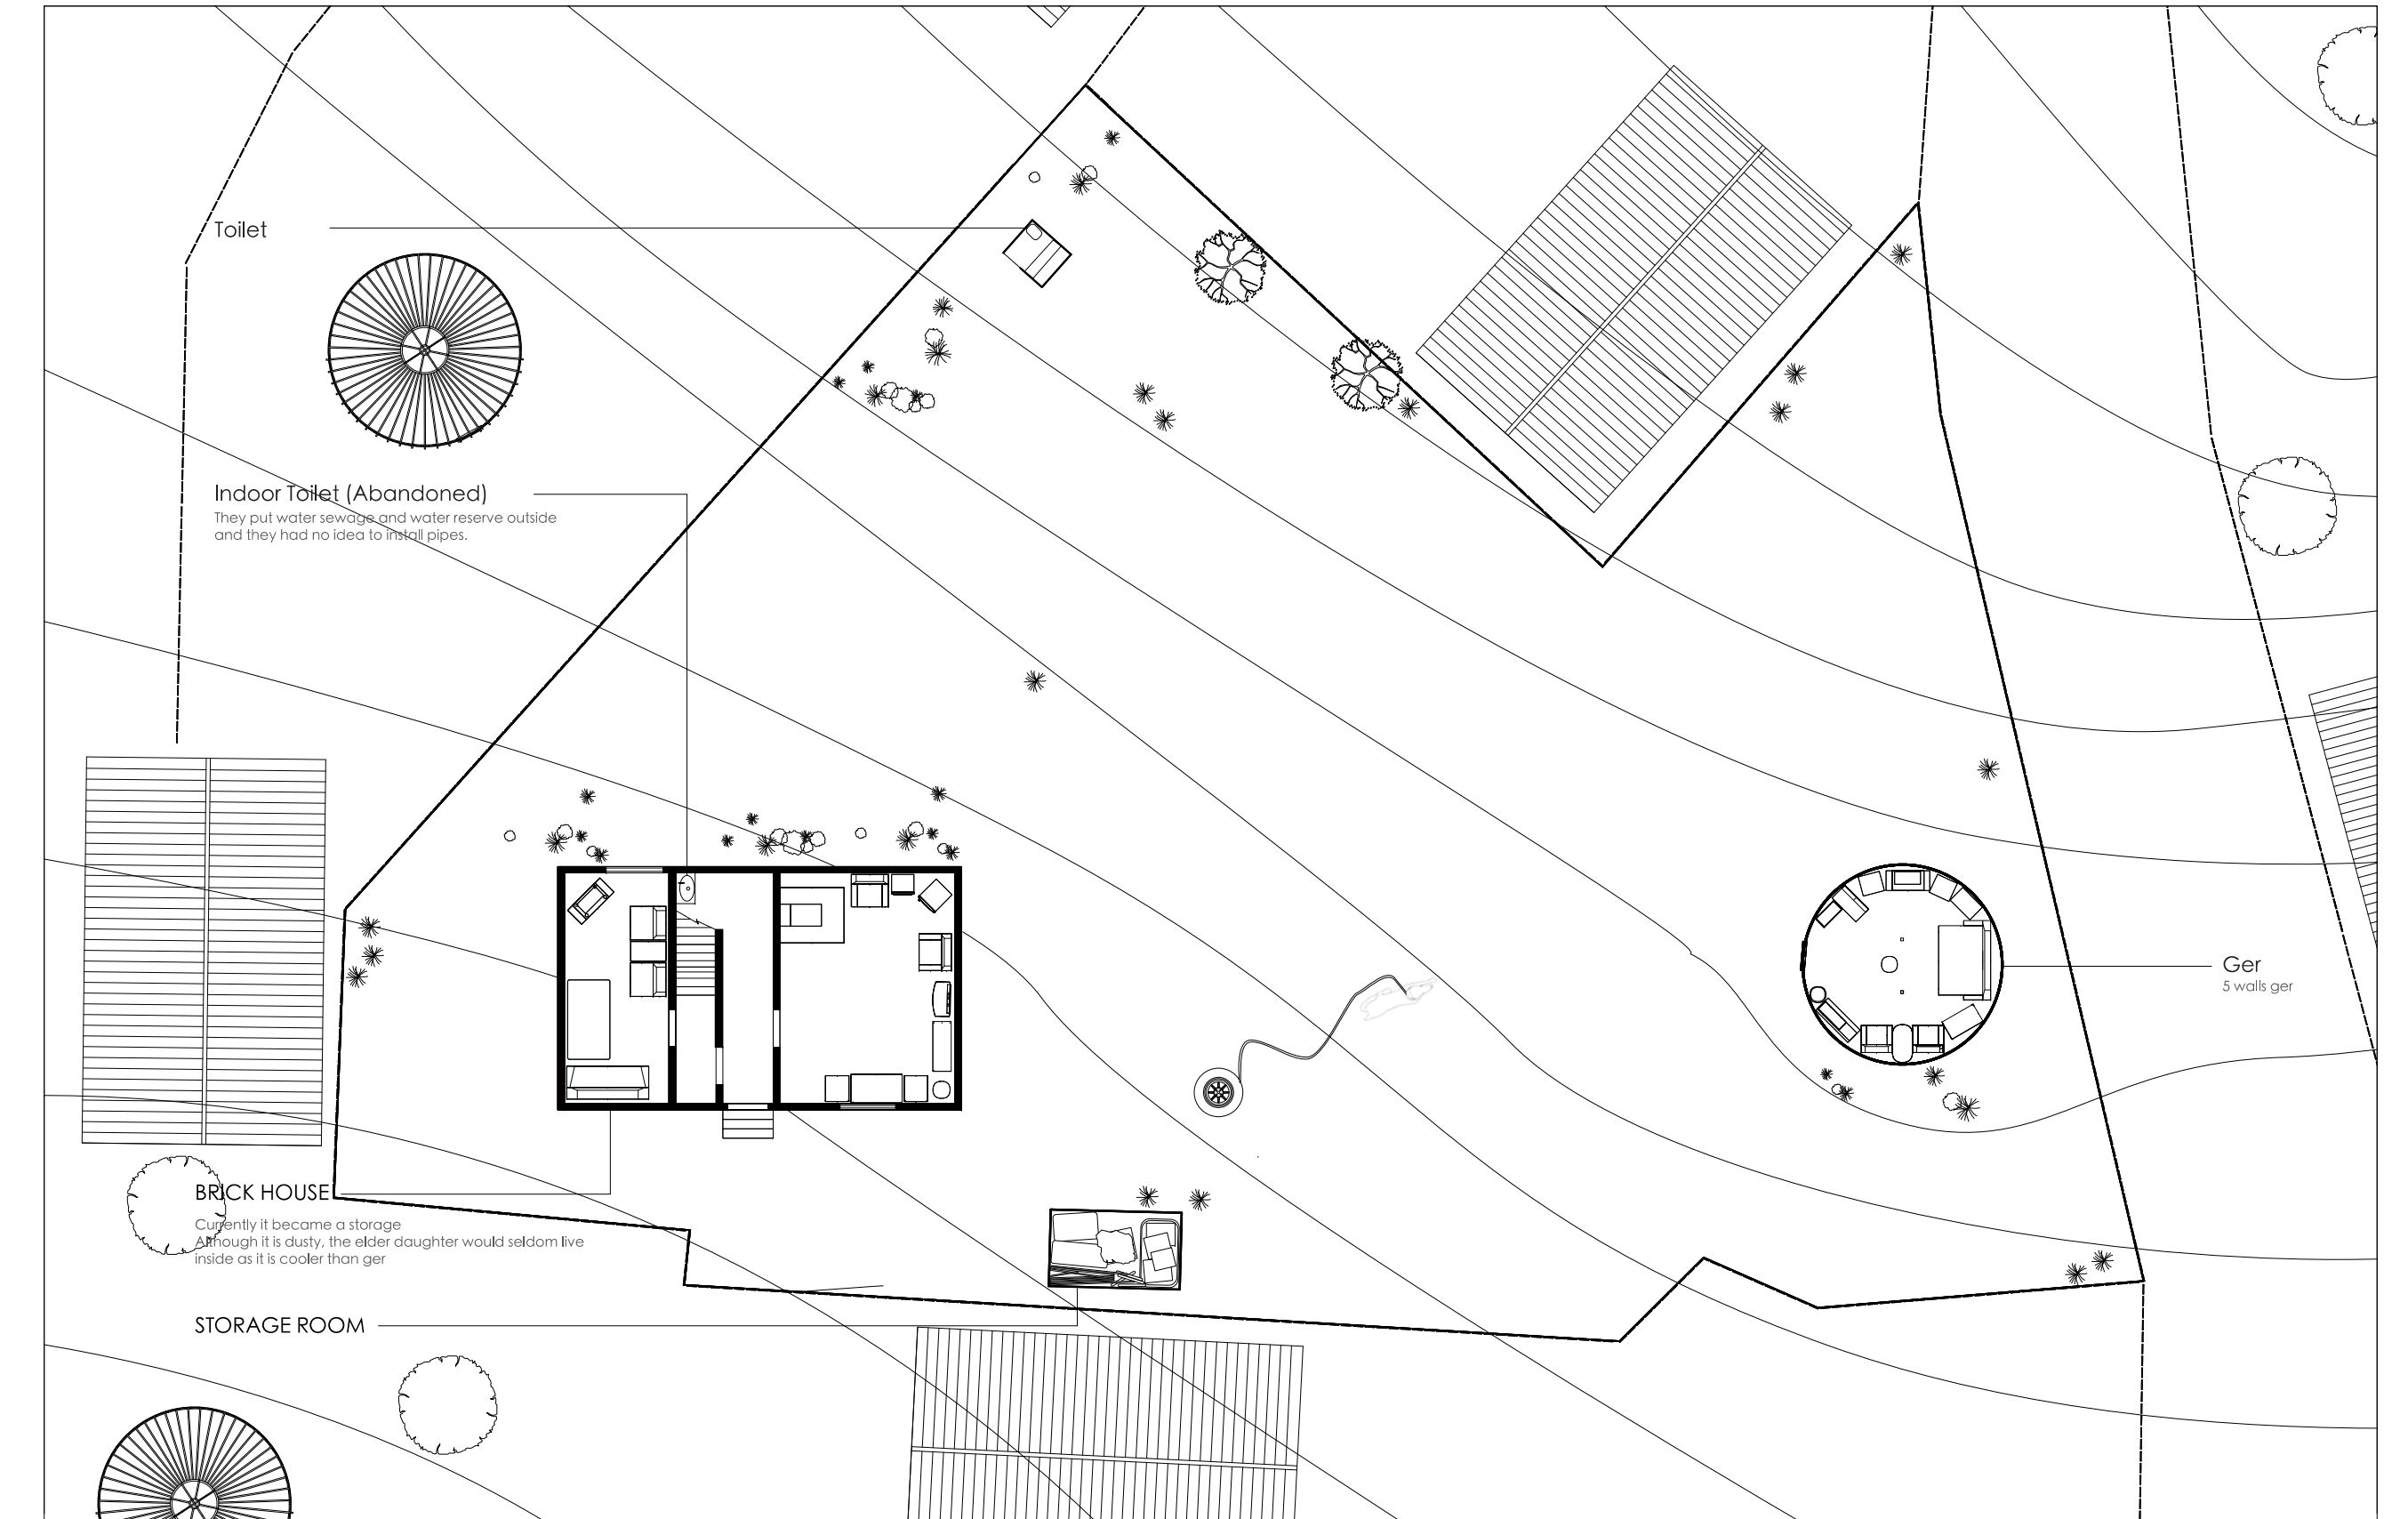 Toilet
Indoor Toilet (Abandoned)
They put water sewage and water reserve outside
and they had no idea to install pipes.
Ger
5 walls ger
BRICK HOUSE
Currently it became a storage
Although it is dusty, the elder daughter would seldom live
inside as it is cooler than ger
STORAGE ROOM